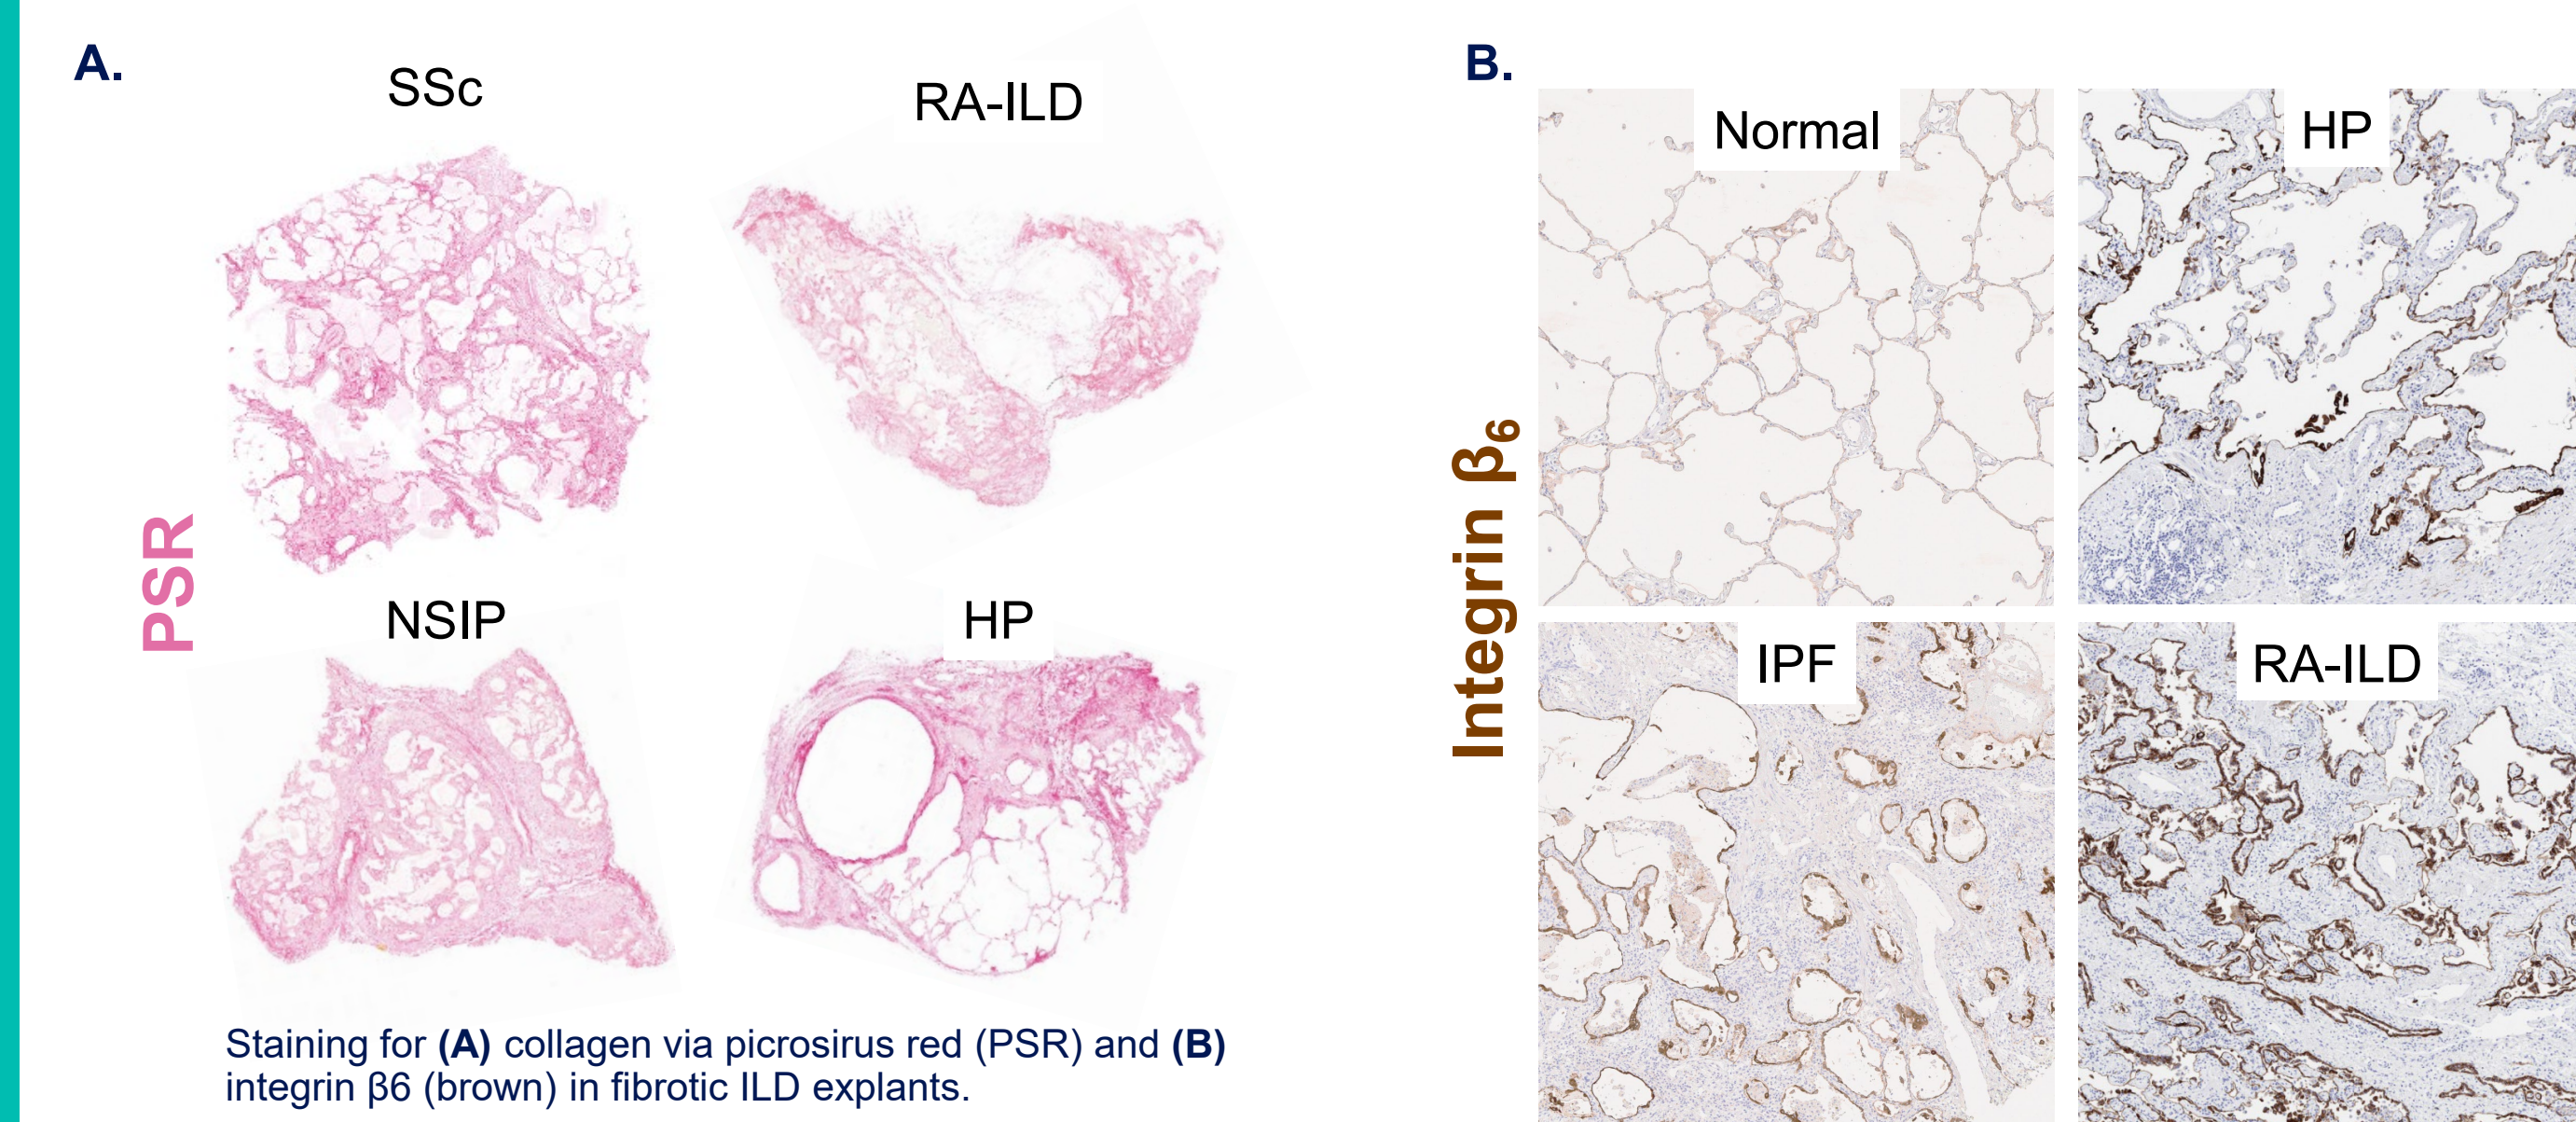 A.
SSc
RA-ILD
PSR
NSIP
HP
Staining for (A) collagen via picrosirus red (PSR) and (B)
integrin β6 (brown) in fibrotic ILD explants.
B.
Integrin β₆
Normal
HP
IPF
RA-ILD